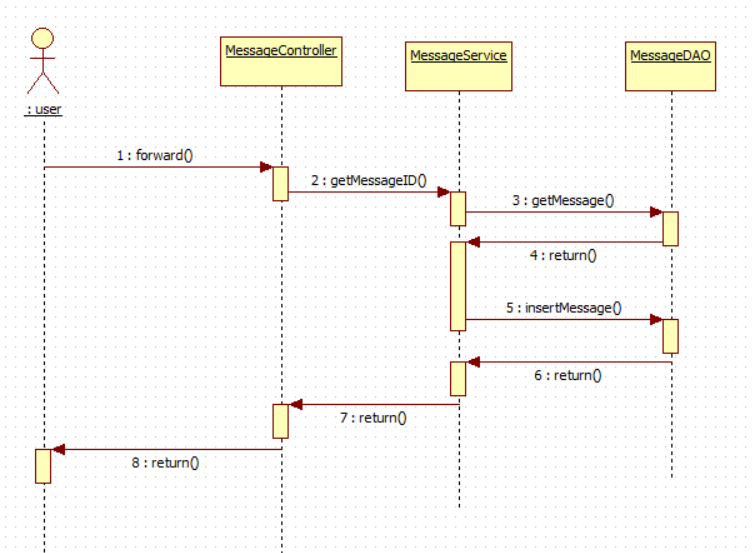 MessageController
MessageService
MessageDAO
: user
1 : forward()
2 : getMessageID()
3 : getMessage()
4 : return()
5 : insertMessage()
6 : return()
7 : return()
8 : return()